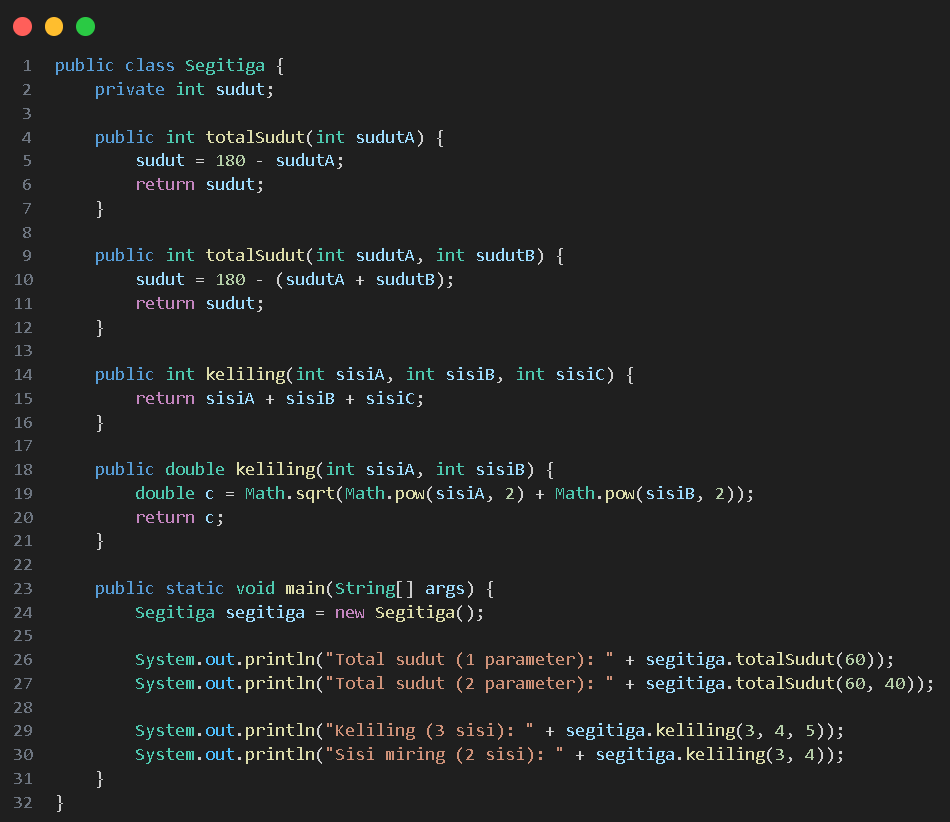 1 public class Segitiga {
2 private int sudut;
3
4 public int totalSudut(int sudutA) {
5 sudut = 180 - sudutA;
6 return sudut;
7 }
8
9 public int totalSudut(int sudutA, int sudutB) {
10 sudut = 180 - (sudutA + sudutB);
11 return sudut;
12 }
13
14 public int keliling(int sisiA, int sisiB, int sisiC) {
15 return sisiA + sisiB + sisiC;
16 }
17
18 public double keliling(int sisiA, int sisiB) {
19 double c = Math.sqrt(Math.pow(sisiA, 2) + Math.pow(sisiB, 2));
20 return c;
21 }
22
23 public static void main(String[] args) {
24 Segitiga segitiga = new Segitiga();
25
26 System.out.println("Total sudut (1 parameter): " + segitiga.totalSudut(60));
27 System.out.println("Total sudut (2 parameter): " + segitiga.totalSudut(60, 40));
28
29 System.out.println("Keliling (3 sisi): " + segitiga.keliling(3, 4, 5));
30 System.out.println("Sisi miring (2 sisi): " + segitiga.keliling(3, 4));
31 }
32 }